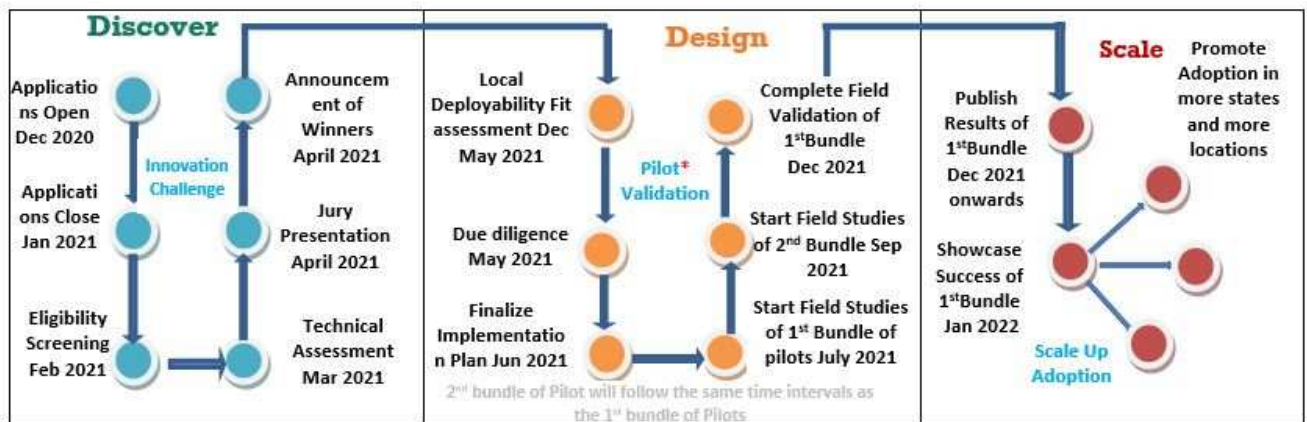 Discover
Applicatio
ns Open
Dec 2020
Applicati
ons Close
Jan 2021
Eligibility
Screening
Feb 2021
Innovation
Challenge
Announcem
ent of
Winners
April 2021
Jury
Presentation
April 2021
Technical
Assessment
Mar 2021
Design
Local
Deployability Fit
assessment Dec
May 2021
Due diligence
May 2021
Finalize
Implementatio
n Plan Jun 2021
Pilot*
Validation
Complete Field
Validation of
1stBundle
Dec 2021
Start Field Studies
of 2nd Bundle Sep
2021
Start Field Studies
of 1st Bundle of
pilots July 2021
2nd bundle of Pilot will follow the same time intervals as
the 1st bundle of Pilots
Scale
Publish
Results of
1stBundle
Dec 2021
onwards
Showcase
Success of
1stBundle
Jan 2022
Promote
Adoption in
more states
and more
locations
Scale Up
Adoption